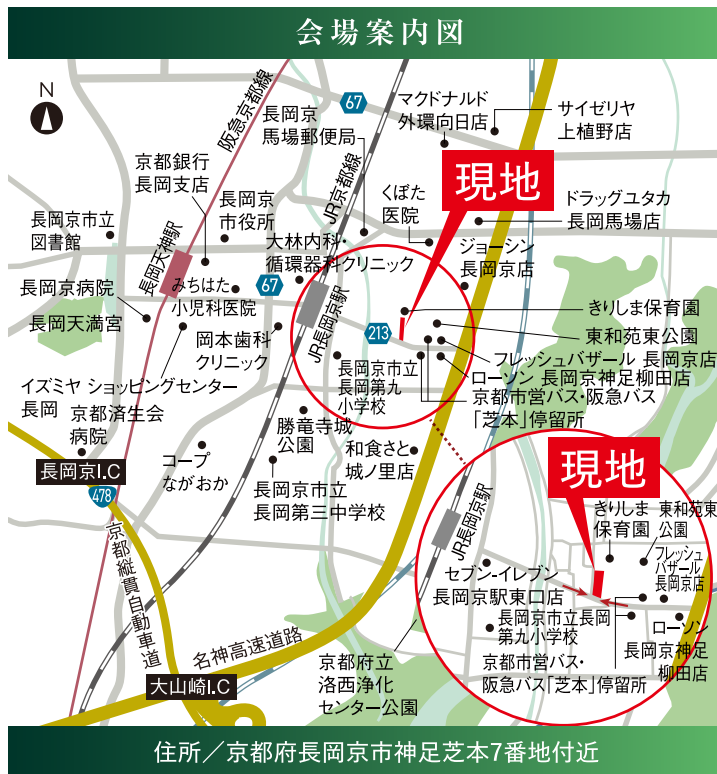 会場案内図
N
阪急京都線
67
長岡京
馬場郵便局
マクドナルド
外環向日店
サイゼリヤ
上植野店
京都銀行
長岡支店
JR京都線
現地
長岡京
市役所
くぼた
医院
ドラッグユタカ
長岡馬場店
長岡京市立
図書館
長岡天神駅
大林内科・
循環器科クリニック
ジョーシン
長岡京店
長岡京病院
みちはた
小児科医院
67
JR長岡京駅
きりしま保育園
長岡天満宮
岡本歯科
クリニック
213
東和苑東公園
フレッシュバザール 長岡京店
長岡京市立
長岡第九
小学校
ローソン 長岡京神足柳田店
京都市営バス・阪急バス
「芝本」停留所
イズミヤ ショッピングセンター
長岡
京都済生会
病院
勝竜寺城
公園
和食さと
城ノ里店
長岡京I.C
コープ
ながおか
長岡京市立
長岡第三中学校
478
京都縦貫自動車道
現地
JR長岡京駅
きりしま
保育園
東和苑東
公園
フレッシュ
バザール
長岡京店
セブン-イレブン
長岡京駅東口店
長岡京市立長岡
第九小学校
ローソン
長岡京神足
柳田店
京都市営バス・
阪急バス「芝本」停留所
名神高速道路
京都府立
洛西浄化
センター公園
大山崎I.C
住所／京都府長岡京市神足芝本7番地付近